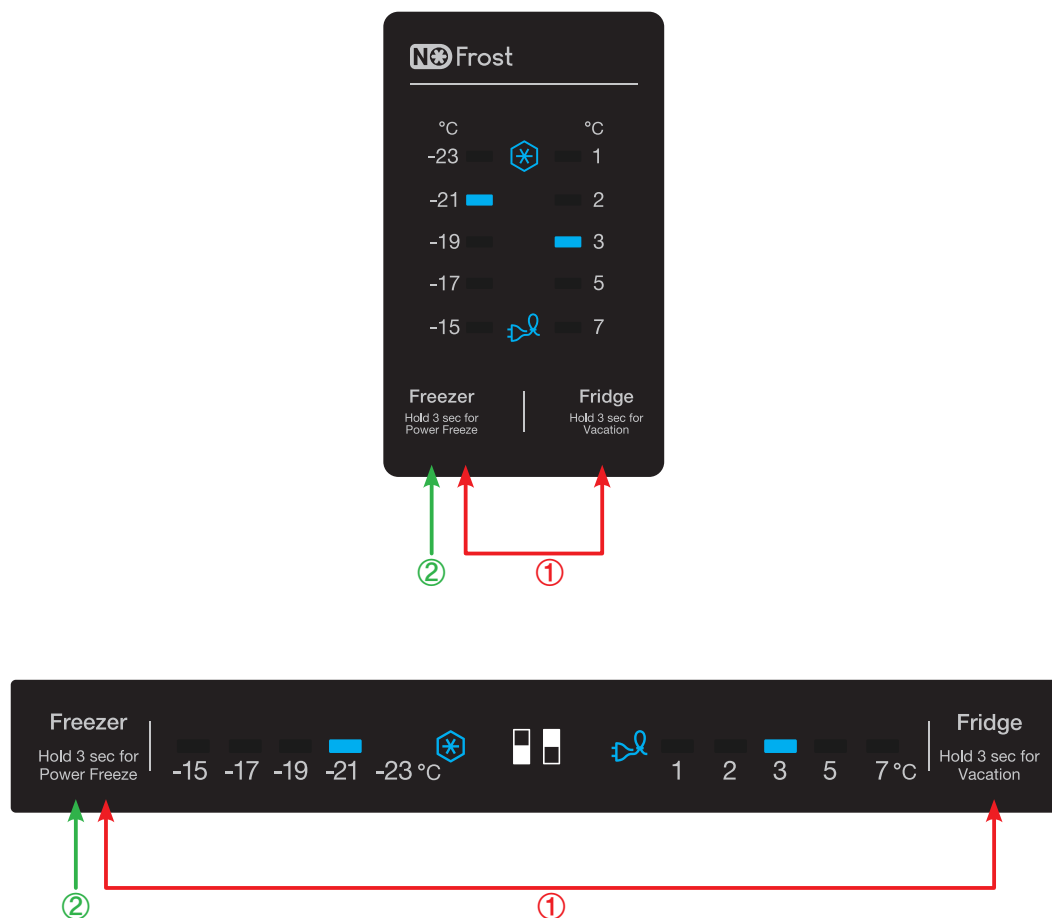 NO Frost
°C °C
-23 1
-21 2
-19 3
-17 5
-15 7
Freezer Fridge
Hold 3 sec for Hold 3 sec for
Power Freeze Vacation
② ①
Freezer Fridge
Hold 3 sec for Hold 3 sec for
Power Freeze Vacation
-15 -17 -19 -21 -23 °C 1 2 3 5 7 °C
② ①